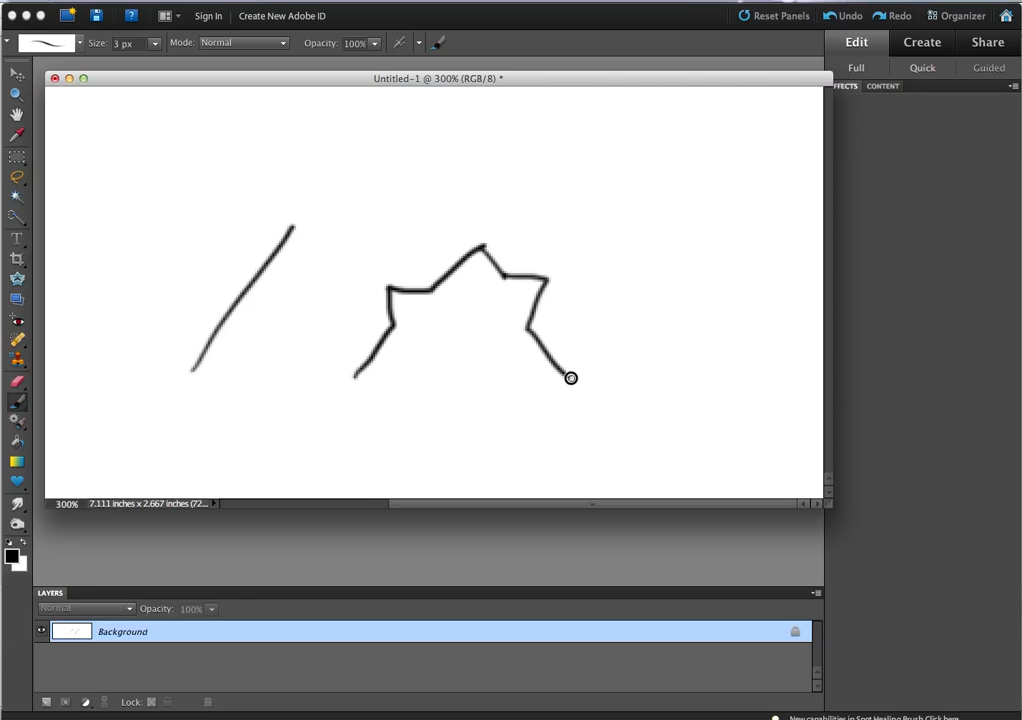 Sign In Create New Adobe ID Reset Panels Undo Redo Organizer
Size: 3 px Mode: Normal Opacity: 100% Edit Create Share
Full Quick Guided
Untitled-1 @ 300% (RGB/8) *
FFECTS CONTENT
T
300% 7.111 inches x 2.667 inches (72...
LAYERS
Normal Opacity: 100%
Background
Lock:
New capabilities in Spot Healing Brush Click here